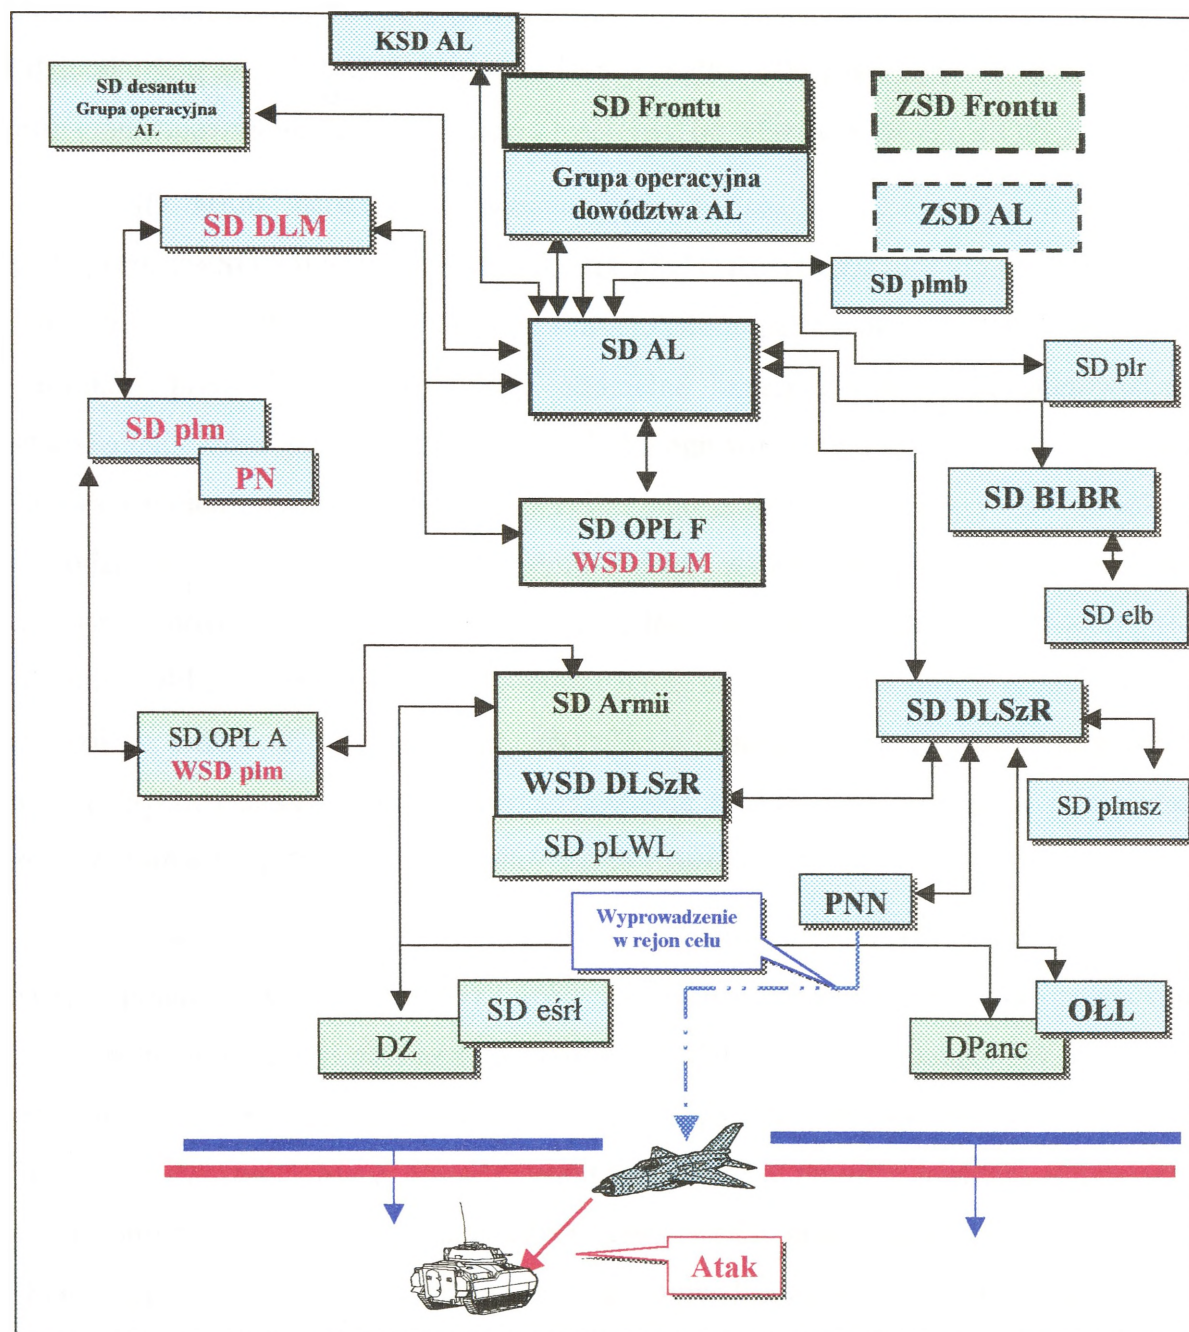 KSD AL
SD desantu
Grupa operacyjna
AL
SD Frontu
ZSD Frontu
Grupa operacyjna
dowództwa AL
ZSD AL
SD DLM
SD plmb
SD AL
SD plr
SD plm
PN
SD BLBR
SD OPL F
WSD DLM
SD elb
SD Armii
SD DLSzR
SD OPL A
WSD plm
WSD DLSzR
SD plmsz
SD pLWL
PNN
Wyprowadzenie
w rejon celu
SD eśrł
OŁL
DZ
DPanc
Atak